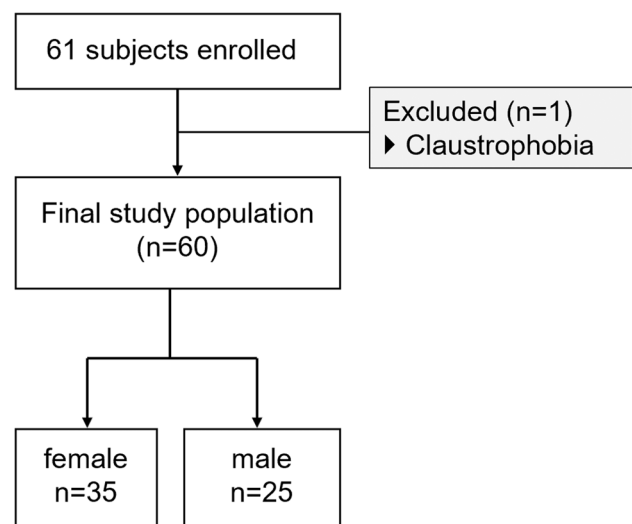 61 subjects enrolled
Excluded (n=1)
Claustrophobia
Final study population
(n=60)
female
n=35
male
n=25